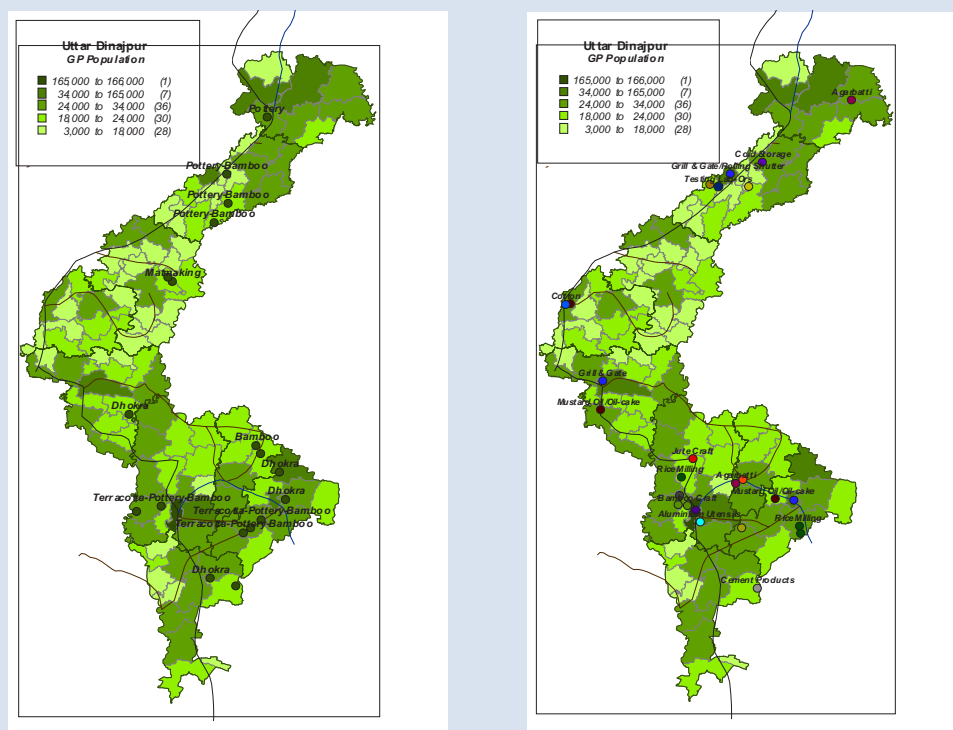 Uttar Dinajpur
GP Population
165,000 to 166,000 (1)
34,000 to 165,000 (7)
24,000 to 34,000 (36)
18,000 to 24,000 (30)
3,000 to 18,000 (28)
Pottery
Pottery-Bamboo
Pottery-Bamboo
Pottery-Bamboo
Matmaking
Dhokra
Bamboo
Dhokra
Dhokra
Terracotta-Pottery-Bamboo
Terracotta-Pottery-Bamboo
Terracotta-Pottery-Bamboo
Dhokra
Uttar Dinajpur
GP Population
165,000 to 166,000 (1)
34,000 to 165,000 (7)
24,000 to 34,000 (36)
18,000 to 24,000 (30)
3,000 to 18,000 (28)
Agarbatti
Cold Storage
Grill & Gate/Rolling Shutter
Testing
Cotton
Grill & Gate
Mustard Oil/Oil-cake
Jute Craft
Rice Milling
Agarbatti
Mustard Oil/Oil-cake
Bamboo Craft
Aluminium Utensils
Rice Milling
Cement Products